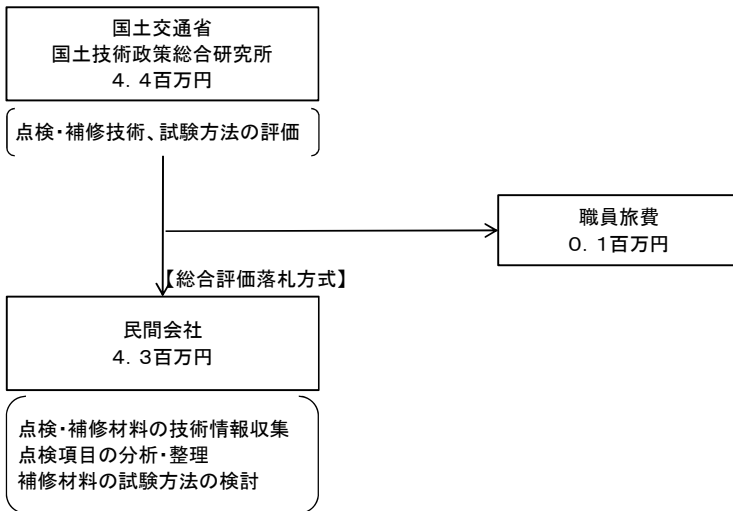 国土交通省
国土技術政策総合研究所
４．４百万円
点検・補修技術、試験方法の評価
職員旅費
０．１百万円
【総合評価落札方式】
民間会社
４．３百万円
点検・補修材料の技術情報収集
点検項目の分析・整理
補修材料の試験方法の検討